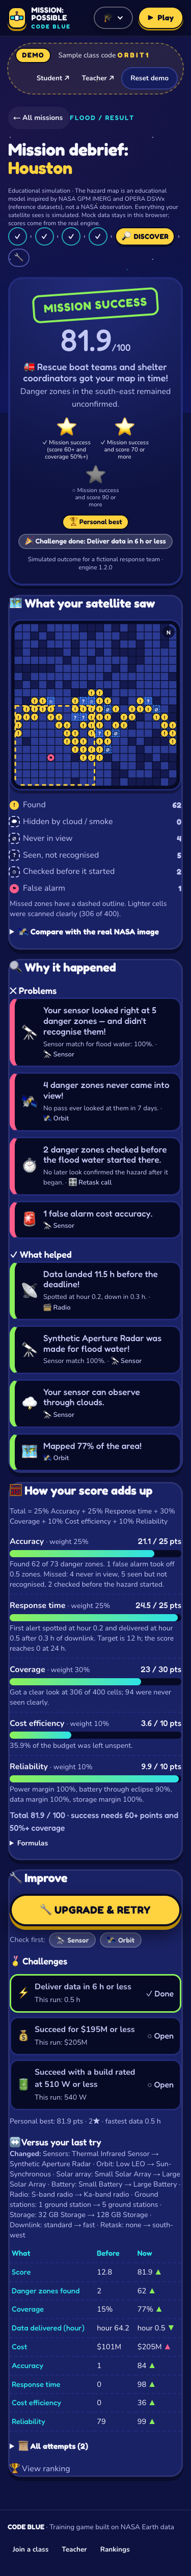 MISSION:
POSSIBLE
CODE BLUE
Play
DEMO
Sample class code ORBIT1
Student ↗
Teacher ↗
Reset demo
← All missions
FLOOD / RESULT
Mission debrief:
Houston
Educational simulation · The hazard map is an educational
model inspired by NASA GPM IMERG and OPERA DSWx
(reference datasets), not a NASA observation. Everything your
satellite sees is simulated. Mock data stays in this browser;
scores come from the real engine.
DISCOVER
MISSION SUCCESS
81.9/100
Rescue boat teams and shelter
coordinators got your map in time!
Danger zones in the south-east remained
unconfirmed.
✓ Mission success
(score 60+ and
coverage 50%+)
✓ Mission success
and score 70 or
more
○ Mission success
and score 90 or
more
Personal best
Challenge done: Deliver data in 6 h or less
Simulated outcome for a fictional response team ·
engine 1.2.0
What your satellite saw
N
Found 62
Hidden by cloud / smoke 0
Never in view 4
Seen, not recognised 5
Checked before it started 2
False alarm 1
Missed zones have a dashed outline. Lighter cells
were scanned clearly (306 of 400).
Compare with the real NASA image
Why it happened
✕ Problems
Your sensor looked right at 5
danger zones — and didn't
recognise them!
Sensor match for flood water: 100%. ·
Sensor
4 danger zones never came into
view!
No pass ever looked at them in 7 days. ·
Orbit
2 danger zones checked before
the flood water started there.
No later look confirmed the hazard after it
began. · Retask call
1 false alarm cost accuracy.
Sensor
✓ What helped
Data landed 11.5 h before the
deadline!
Spotted at hour 0.2, down in 0.3 h. ·
Radio
Synthetic Aperture Radar was
made for flood water!
Sensor match 100%. · Sensor
Your sensor can observe
through clouds.
Sensor
Mapped 77% of the area!
Orbit
How your score adds up
Total = 25% Accuracy + 25% Response time + 30%
Coverage + 10% Cost efficiency + 10% Reliability
Accuracy · weight 25% 21.1 / 25 pts
Found 62 of 73 danger zones. 1 false alarm took off
0.5 danger zone. Missed: 4 never in view, 5 seen but not
recognised, 2 checked before the hazard started.
Response time · weight 25% 24.5 / 25 pts
First alert spotted at hour 0.2 and delivered at hour
0.5 after 0.3 h of downlink. Target is 12 h; the score
reaches 0 at 24 h.
Coverage · weight 30% 23 / 30 pts
Got a clear look at 306 of 400 cells; 94 were never
seen clearly.
Cost efficiency · weight 10% 3.6 / 10 pts
35.9% of the budget was left unspent.
Reliability · weight 10% 9.9 / 10 pts
Power margin 100%, battery through eclipse 90%,
data margin 100%, storage margin 100%.
Total 81.9 / 100 · success needs 60+ points and
50%+ coverage
Formulas
Improve
UPGRADE & RETRY
Check first: Sensor Orbit
Challenges
Deliver data in 6 h or less
This run: 0.5 h
✓ Done
Succeed for $195M or less
This run: $205M
○ Open
Succeed with a build rated
at 510 W or less
This run: 540 W
○ Open
Personal best: 81.9 pts · 2★ · fastest data 0.5 h
Versus your last try
Changed: Sensors: Thermal Infrared Sensor →
Synthetic Aperture Radar · Orbit: Low LEO → Sun-
Synchronous · Solar array: Small Solar Array → Large
Solar Array · Battery: Small Battery → Large Battery ·
Radio: S-band radio → Ka-band radio · Ground
stations: 1 ground station → 5 ground stations ·
Storage: 32 GB Storage → 128 GB Storage ·
Downlink: standard → fast · Retask: none → south-
west
What Before Now
Score 12.8 81.9 ▲
Danger zones found 2 62 ▲
Coverage 15% 77% ▲
Data delivered (hour) hour 64.2 hour 0.5 ▼
Cost $101M $205M ▲
Accuracy 1 84 ▲
Response time 0 98 ▲
Cost efficiency 0 36 ▲
Reliability 79 99 ▲
All attempts (2)
View ranking
CODE BLUE · Training game built on NASA Earth data
Join a class
Teacher
Rankings